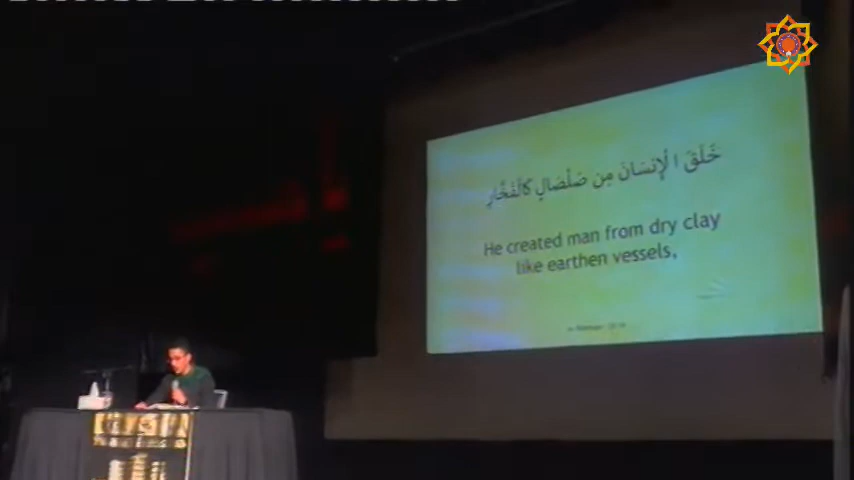 خَلَقَ الْإِنسَانَ مِن صَلْصَالٍ كَالْفَخَّارِ
He created man from dry clay
like earthen vessels,